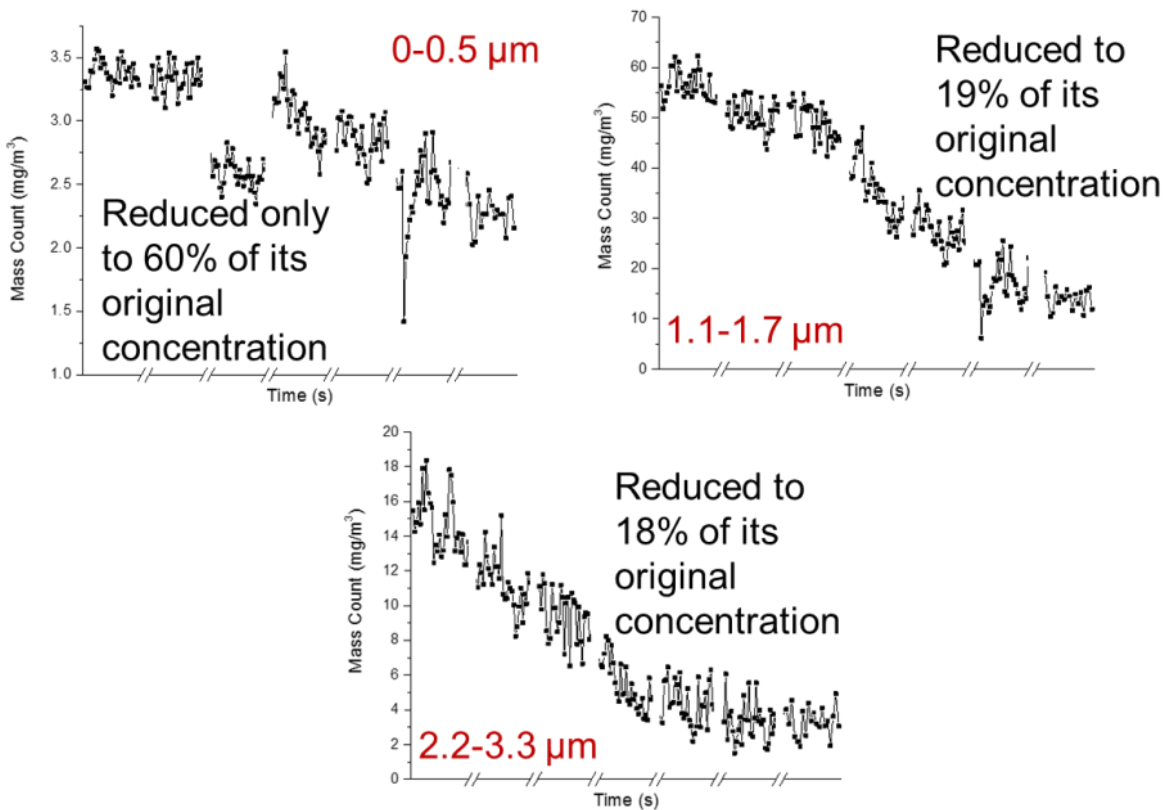 0-0.5 µm
Mass Count (mg/m³)
3.5
3.0
2.5
2.0
1.5
1.0
Reduced only
to 60% of its
original
concentration
Time (s)
Reduced to
19% of its
original
concentration
Mass Count (mg/m³)
70
60
50
40
30
20
10
0
1.1-1.7 µm
Time (s)
Mass Count (mg/m³)
20
18
16
14
12
10
8
6
4
2
0
Reduced to
18% of its
original
concentration
2.2-3.3 µm
Time (s)